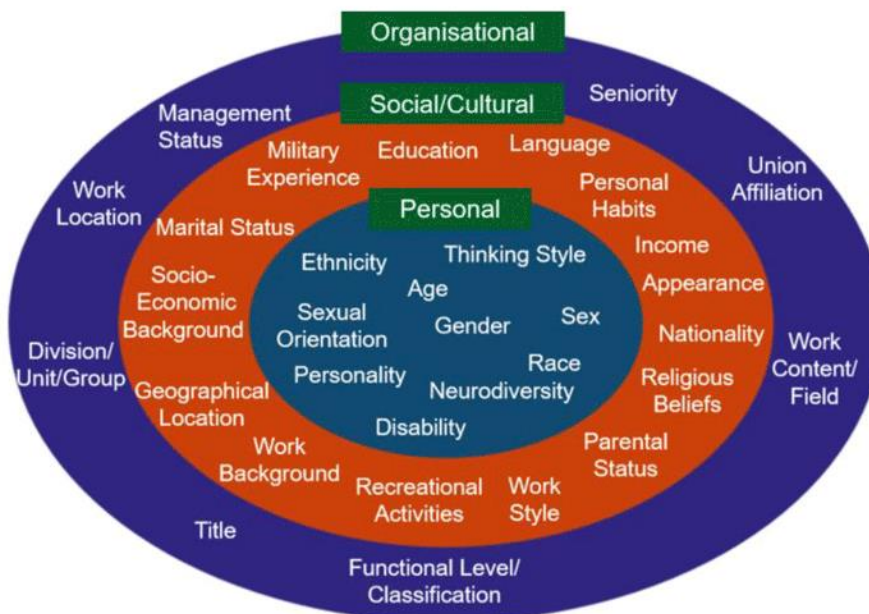 Organisational
Seniority
Management
Status
Union
Affiliation
Work
Location
Division/
Unit/Group
Work
Content/
Field
Title
Functional Level/
Classification
Social/Cultural
Military
Experience
Education
Language
Personal
Habits
Marital Status
Income
Socio-
Economic
Background
Appearance
Nationality
Geographical
Location
Religious
Beliefs
Work
Background
Parental
Status
Recreational
Activities
Work
Style
Personal
Ethnicity
Thinking Style
Age
Sexual
Orientation
Gender
Sex
Race
Personality
Neurodiversity
Disability